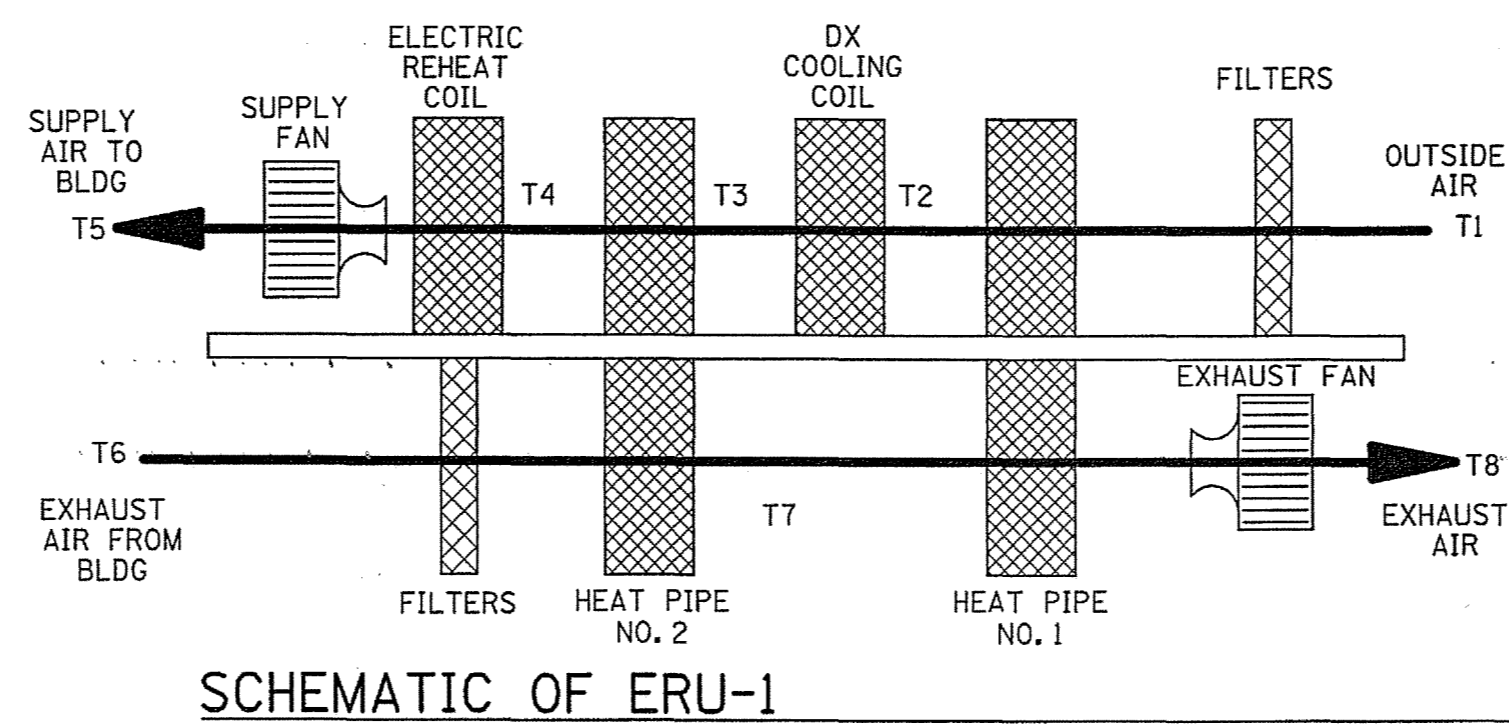 ELECTRIC
REHEAT
COIL
DX
COOLING
COIL
FILTERS
SUPPLY
FAN
SUPPLY
AIR TO
BLDG
OUTSIDE
AIR
T5
T4
T3
T2
T1
EXHAUST FAN
T6
T7
T8
EXHAUST
AIR FROM
BLDG
FILTERS
HEAT PIPE
NO. 2
HEAT PIPE
NO. 1
EXHAUST
AIR
SCHEMATIC OF ERU-1